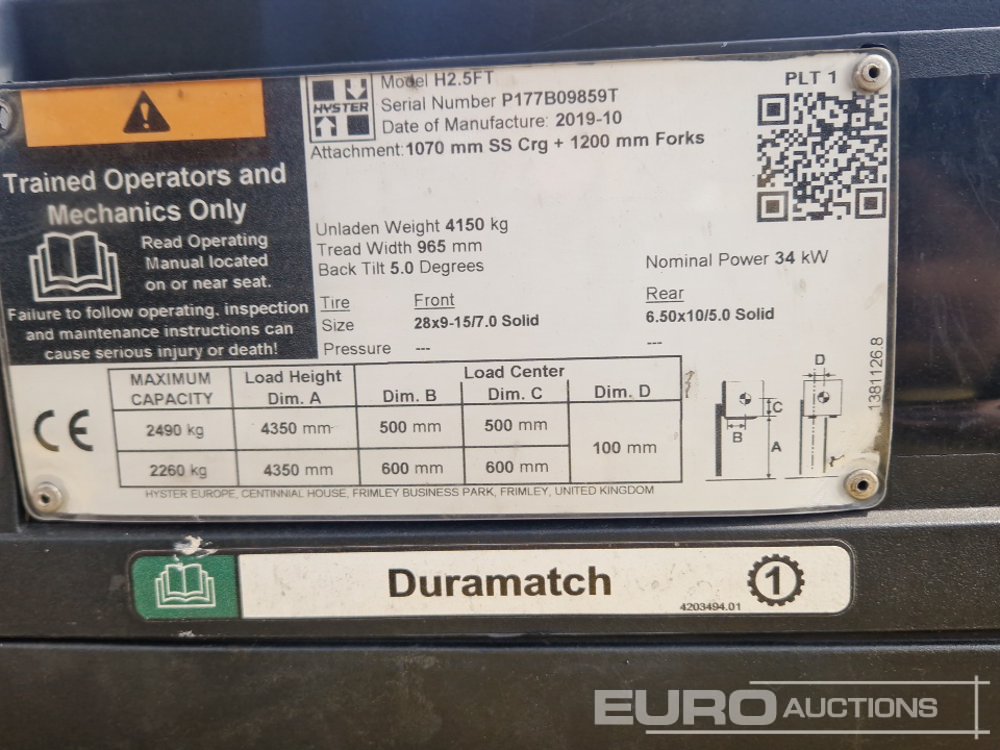 Model H2.5FT
HYSTER
Serial Number P177B09859T
Date of Manufacture: 2019-10
Attachment:1070 mm SS Crg + 1200 mm Forks
PLT 1
Trained Operators and
Mechanics Only
Read Operating
Manual located
on or near seat.
Failure to follow operating, inspection
and maintenance instructions can
cause serious injury or death!
Unladen Weight 4150 kg
Tread Width 965 mm
Back Tilt 5.0 Degrees
Nominal Power 34 kW
Tire Front Rear
Size 28x9-15/7.0 Solid 6.50x10/5.0 Solid
Pressure --- ---
1381126.8
MAXIMUM CAPACITY Load Height Dim. A Load Center
Dim. B Dim. C Dim. D
2490 kg 4350 mm 500 mm 500 mm 100 mm
2260 kg 4350 mm 600 mm 600 mm
CE
D
C
B
A
HYSTER EUROPE, CENTINNIAL HOUSE, FRIMLEY BUSINESS PARK, FRIMLEY, UNITED KINGDOM
Duramatch 1
4203494.01
EURO AUCTIONS